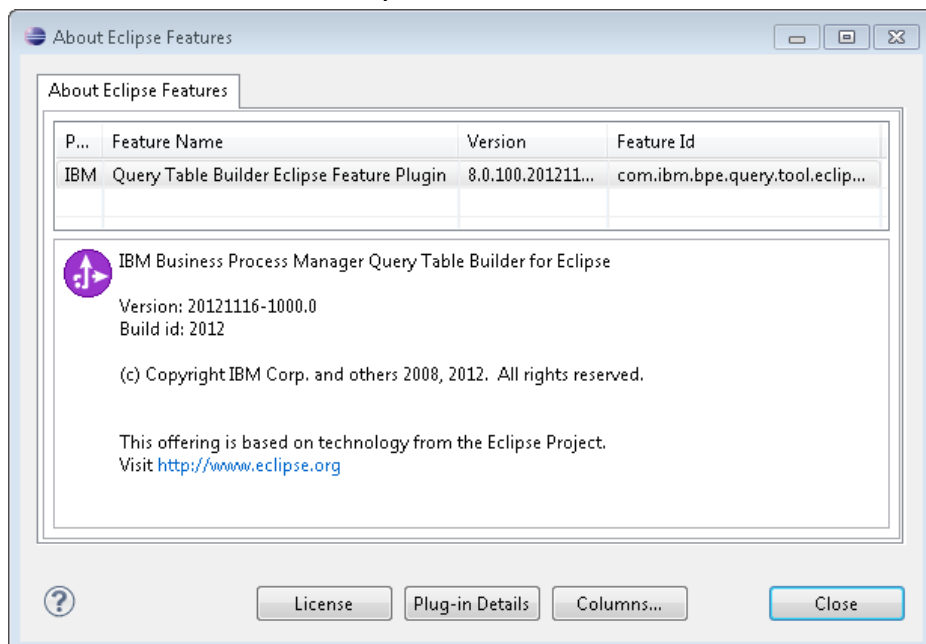 About Eclipse Features
About Eclipse Features
P... Feature Name Version Feature Id
IBM Query Table Builder Eclipse Feature Plugin 8.0.100.201211... com.ibm.bpe.query.tool.eclip...
IBM Business Process Manager Query Table Builder for Eclipse
Version: 20121116-1000.0
Build id: 2012
(c) Copyright IBM Corp. and others 2008, 2012.  All rights reserved.
This offering is based on technology from the Eclipse Project.
Visit http://www.eclipse.org
? License Plug-in Details Columns... Close